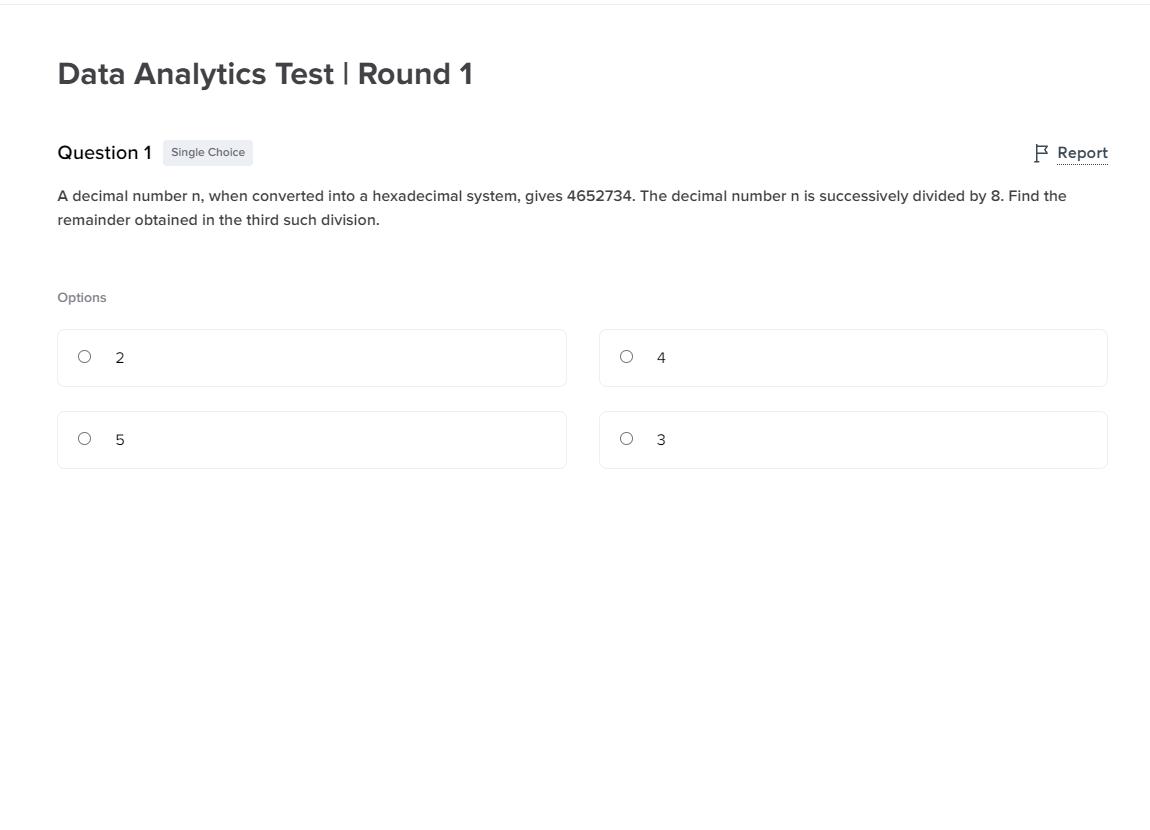 Data Analytics Test | Round 1
Question 1 Single Choice Report
A decimal number n, when converted into a hexadecimal system, gives 4652734. The decimal number n is successively divided by 8. Find the
remainder obtained in the third such division.
Options
2 4
5 3